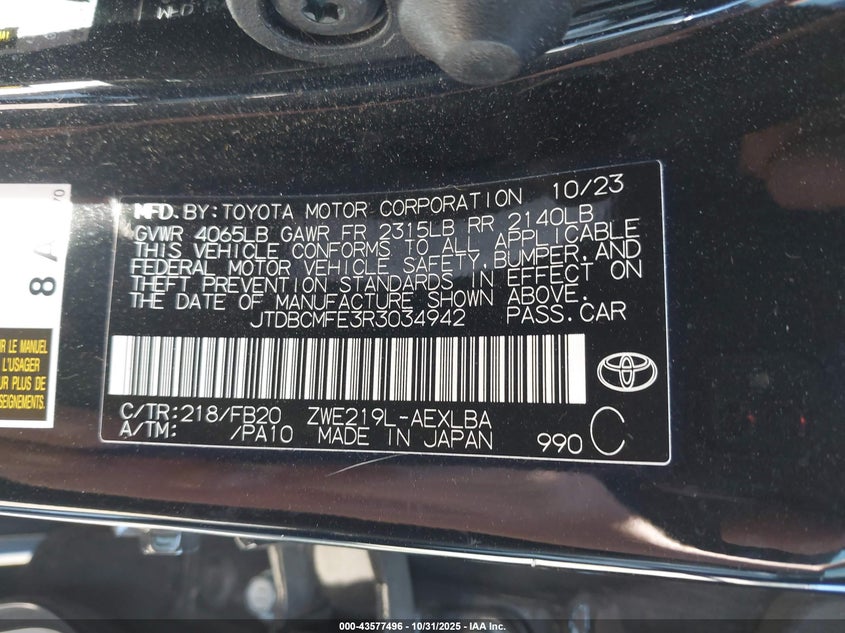 MFD. BY: TOYOTA MOTOR CORPORATION 10/23
GVWR 4065LB GAWR FR 2315LB RR 2140LB
THIS VEHICLE CONFORMS TO ALL APPLICABLE
FEDERAL MOTOR VEHICLE SAFETY, BUMPER, AND
THEFT PREVENTION STANDARDS IN EFFECT ON
THE DATE OF MANUFACTURE SHOWN ABOVE.
JTDBCMFE3R3034942 PASS.CAR
C/TR:218/FB20 ZWE219L-AEXLBA
A/TM: /PA10 MADE IN JAPAN 990 C
8 A
LE MANUEL
L'USAGER
PLUS DE
SEIGNEMENTS.
000-43577496 - 10/31/2025 - IAA Inc.